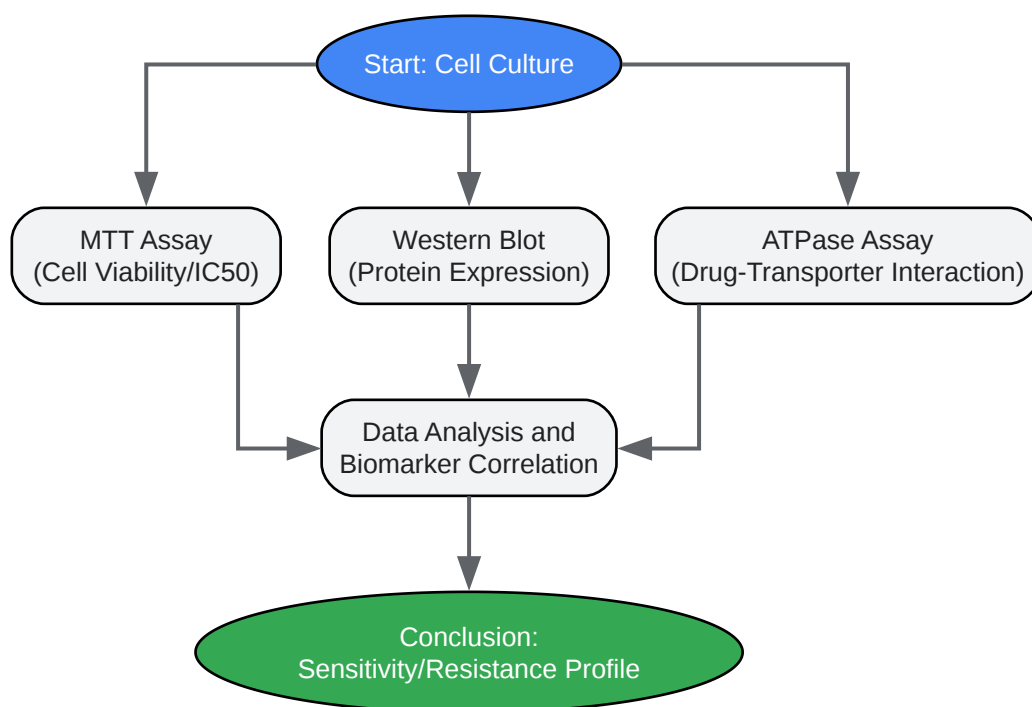 Start: Cell Culture
MTT Assay
(Cell Viability/IC50)
Western Blot
(Protein Expression)
ATPase Assay
(Drug-Transporter Interaction)
Data Analysis and
Biomarker Correlation
Conclusion:
Sensitivity/Resistance Profile